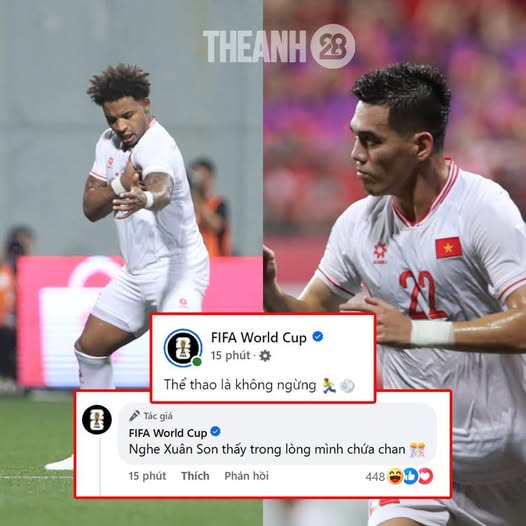 THEANH 28
22
FIFA World Cup
15 phút
Thể thao là không ngừng
Tác giả
FIFA World Cup
Nghe Xuân Son thấy trong lòng mình chứa chan
15 phút Thích Phản hồi 448